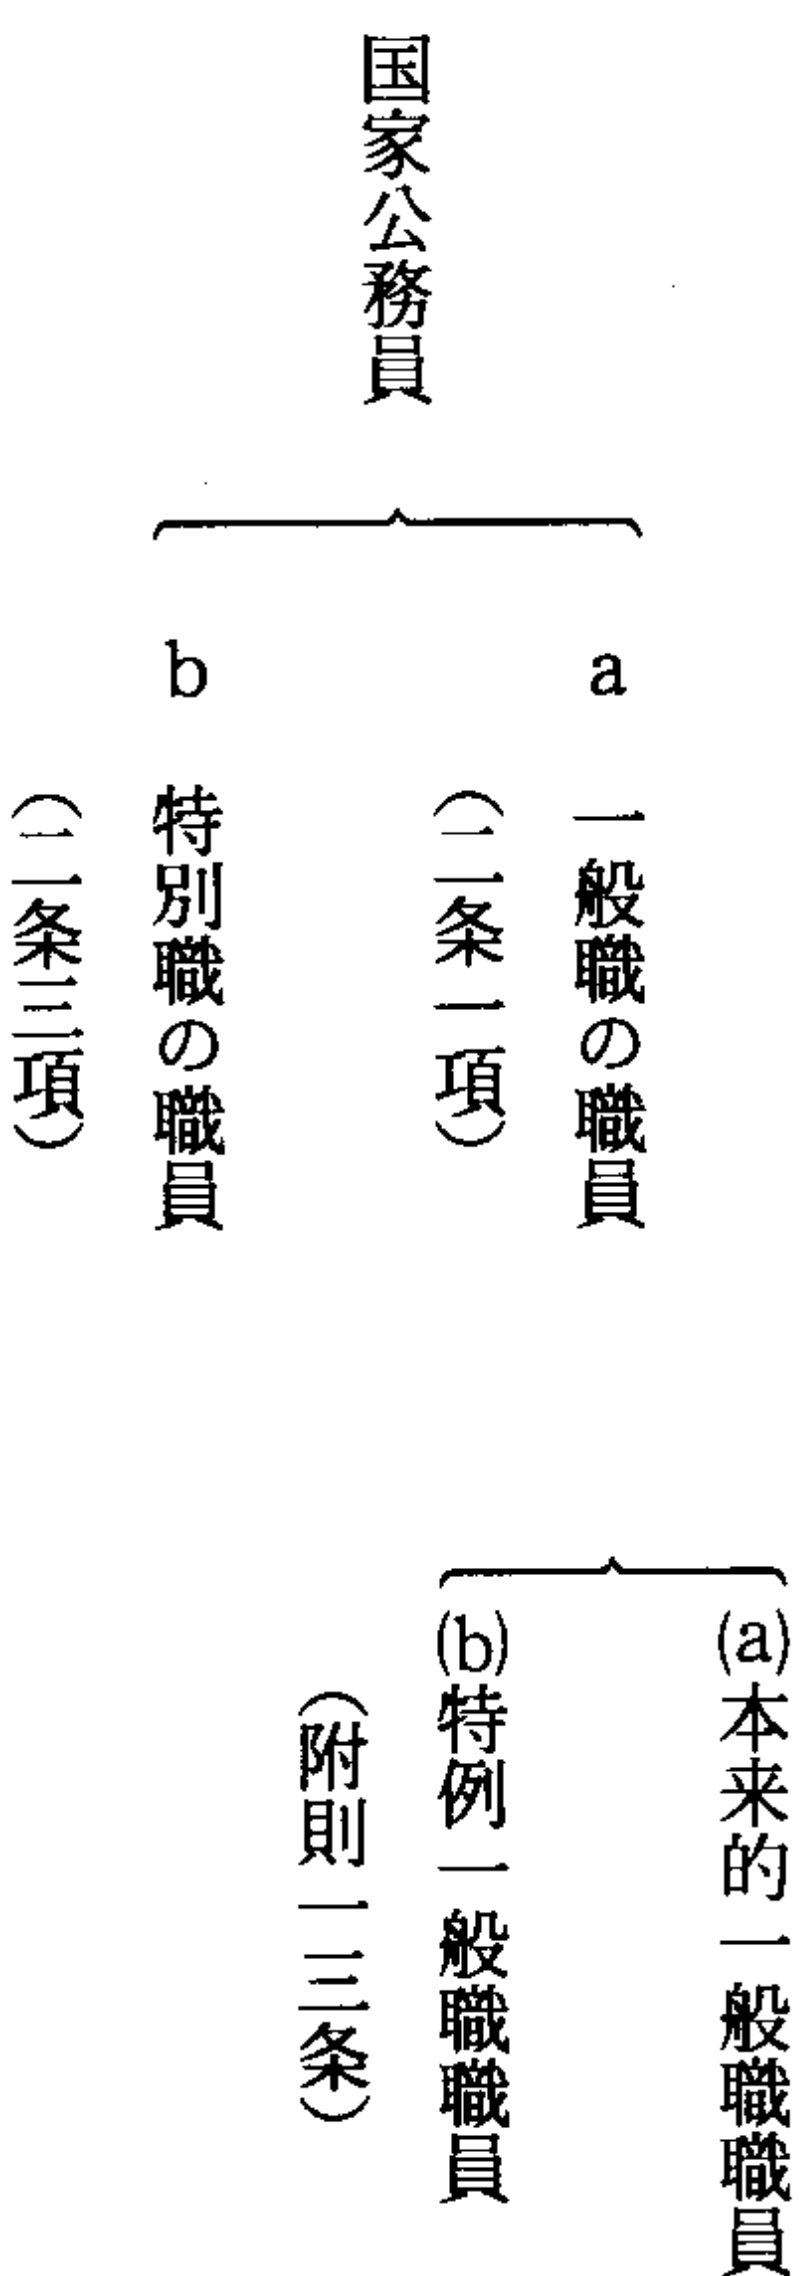 国家公務員
a 一般職の職員
（二条一項）
(a)本来的一般職職員
(b)特例一般職職員
（附則一三条）
b 特別職の職員
（二条三項）